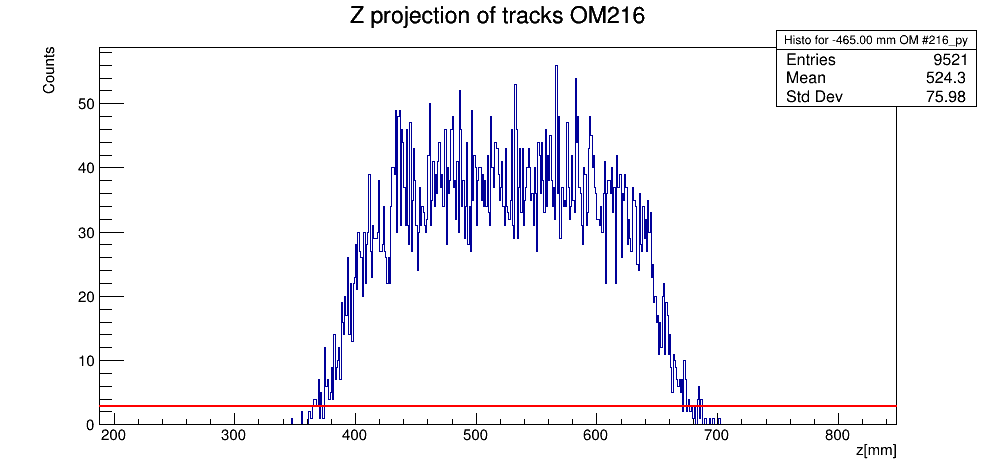 Z projection of tracks OM216
Histo for -465.00 mm OM #216_py
Entries 9521
Mean 524.3
Std Dev 75.98
Counts
50
40
30
20
10
0
200 300 400 500 600 700 800
z[mm]